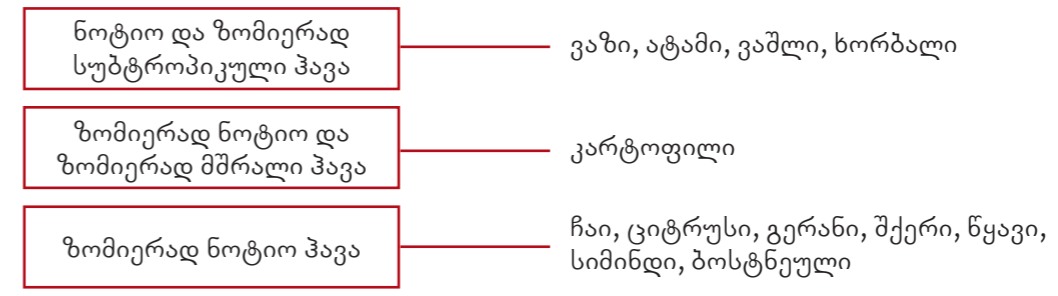 ნოტიო და ზომიერად
სუბტროპიკული ჰავა
ვაზი, ატამი, ვაშლი, ხორბალი
ზომიერად ნოტიო და
ზომიერად მშრალი ჰავა
კარტოფილი
ზომიერად ნოტიო ჰავა
ჩაი, ციტრუსი, გერანი, შქერი, წყავი,
სიმინდი, ბოსტნეული